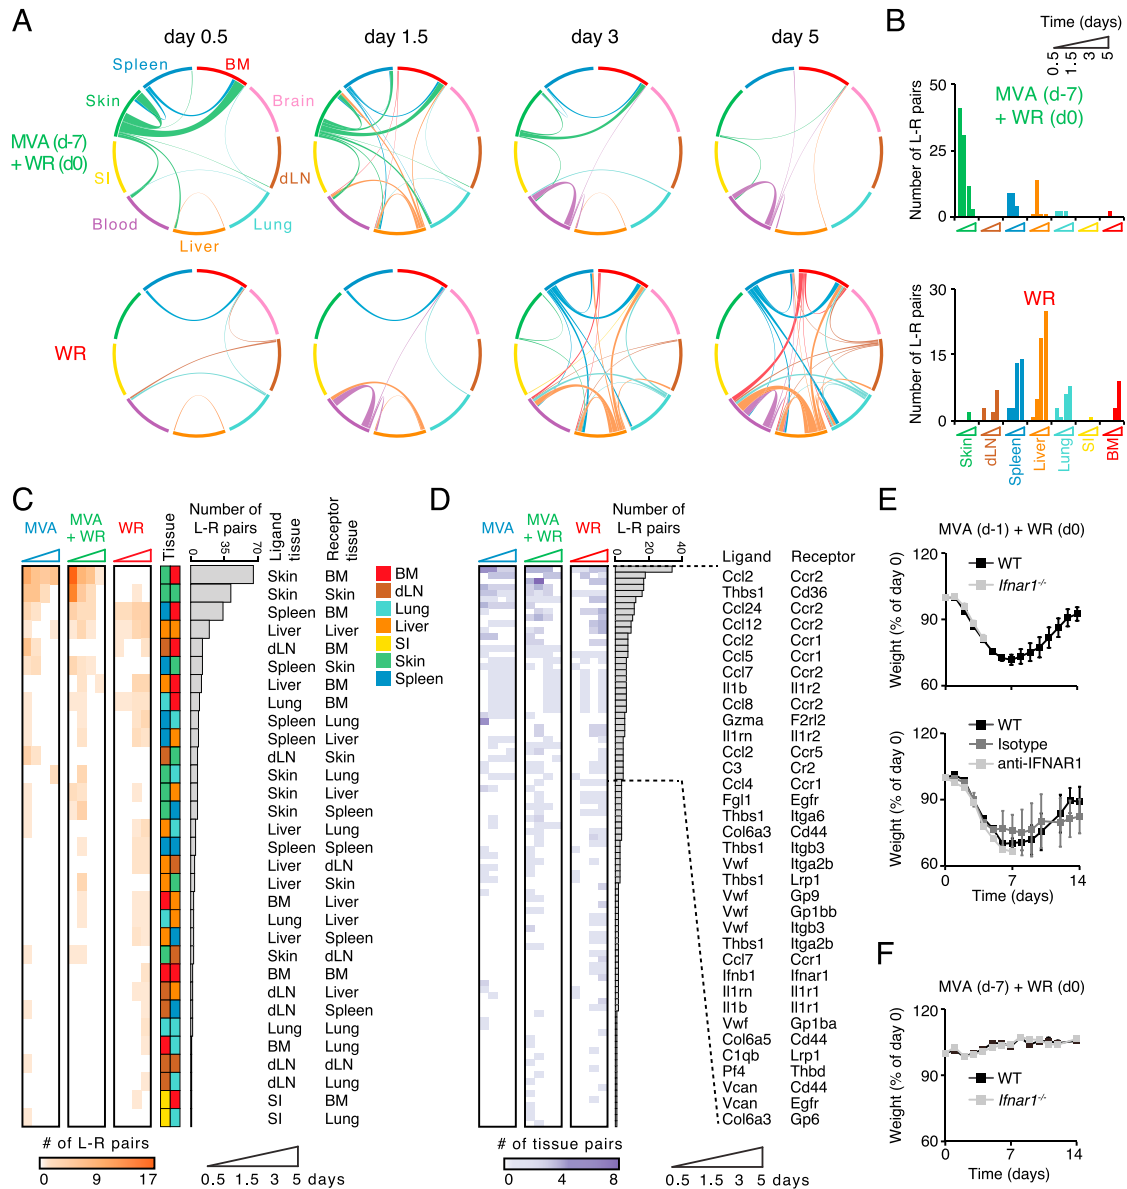 A
day 0.5
day 1.5
day 3
day 5
Spleen
BM
Skin
Brain
MVA (d-7)
+ WR (d0)
SI
dLN
Blood
Lung
Liver
WR
B
Time (days)
0.5
1.5
3
5
Number of L-R pairs
50
25
0
MVA (d-7)
+ WR (d0)
Number of L-R pairs
30
15
0
WR
Skin
dLN
Spleen
Liver
Lung
SI
BM
C
MVA
MVA
+ WR
WR
Tissue
Number of
L-R pairs
0 35 70
Ligand
tissue
Receptor
tissue
Skin BM
Skin Skin
Spleen BM
Liver Liver
dLN BM
Spleen Skin
Liver BM
Lung BM
Spleen Lung
Spleen Liver
dLN Skin
Skin Lung
Skin Liver
Skin Spleen
Liver Lung
Spleen Spleen
Liver dLN
Liver Skin
BM Liver
Lung Liver
Liver Spleen
Skin dLN
BM BM
dLN Liver
dLN Spleen
Lung Lung
BM Lung
dLN dLN
dLN Lung
SI BM
SI Lung
BM
dLN
Lung
Liver
SI
Skin
Spleen
# of L-R pairs
0 9 17
0.5 1.5 3 5 days
D
MVA
MVA
+ WR
WR
Number of
L-R pairs
0 20 40
Ligand Receptor
Ccl2 Ccr2
Thbs1 Cd36
Ccl24 Ccr2
Ccl12 Ccr2
Ccl2 Ccr1
Ccl5 Ccr1
Ccl7 Ccr2
Il1b Il1r2
Ccl8 Ccr2
Gzma F2rl2
Il1rn Il1r2
Ccl2 Ccr5
C3 Cr2
Ccl4 Ccr1
Fgl1 Egfr
Thbs1 Itga6
Col6a3 Cd44
Thbs1 Itgb3
Vwf Itga2b
Thbs1 Lrp1
Vwf Gp9
Vwf Gp1bb
Vwf Itgb3
Thbs1 Itga2b
Ccl7 Ccr1
Ifnb1 Ifnar1
Il1rn Il1r1
Il1b Il1r1
Vwf Gp1ba
Col6a5 Cd44
C1qb Lrp1
Pf4 Thbd
Vcan Cd44
Vcan Egfr
Col6a3 Gp6
# of tissue pairs
0 4 8
0.5 1.5 3 5 days
E
MVA (d-1) + WR (d0)
Weight (% of day 0)
120
90
60
WT
Ifnar1-/-
Weight (% of day 0)
120
90
60
WT
Isotype
anti-IFNAR1
0 7 14
Time (days)
F
MVA (d-7) + WR (d0)
Weight (% of day 0)
120
90
60
WT
Ifnar1-/-
0 7 14
Time (days)